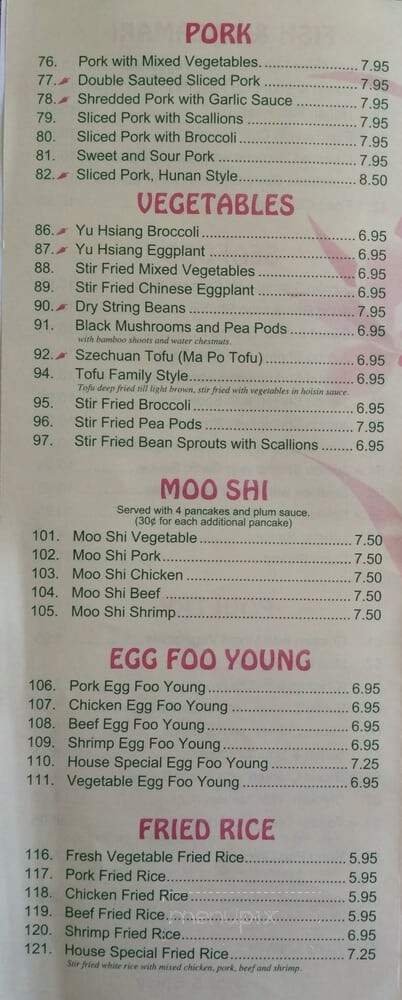 PORK
76. Pork with Mixed Vegetables. 7.95
77. Double Sauteed Sliced Pork 7.95
78. Shredded Pork with Garlic Sauce 7.95
79. Sliced Pork with Scallions 7.95
80. Sliced Pork with Broccoli 7.95
81. Sweet and Sour Pork 7.95
82. Sliced Pork, Hunan Style 8.50
VEGETABLES
86. Yu Hsiang Broccoli 6.95
87. Yu Hsiang Eggplant 6.95
88. Stir Fried Mixed Vegetables 6.95
89. Stir Fried Chinese Eggplant 6.95
90. Dry String Beans 7.95
91. Black Mushrooms and Pea Pods 6.95
with bamboo shoots and water chestnuts.
92. Szechuan Tofu (Ma Po Tofu) 6.95
94. Tofu Family Style 6.95
Tofu deep fried till light brown, stir fried with vegetables in hoisin sauce.
95. Stir Fried Broccoli 6.95
96. Stir Fried Pea Pods 7.95
97. Stir Fried Bean Sprouts with Scallions 6.95
MOO SHI
Served with 4 pancakes and plum sauce.
(30¢ for each additional pancake)
101. Moo Shi Vegetable 7.50
102. Moo Shi Pork 7.50
103. Moo Shi Chicken 7.50
104. Moo Shi Beef 7.50
105. Moo Shi Shrimp 7.50
EGG FOO YOUNG
106. Pork Egg Foo Young 6.95
107. Chicken Egg Foo Young 6.95
108. Beef Egg Foo Young 6.95
109. Shrimp Egg Foo Young 6.95
110. House Special Egg Foo Young 7.25
111. Vegetable Egg Foo Young 6.95
FRIED RICE
116. Fresh Vegetable Fried Rice 5.95
117. Pork Fried Rice 5.95
118. Chicken Fried Rice 5.95
119. Beef Fried Rice 5.95
menupix
120. Shrimp Fried Rice 6.95
121. House Special Fried Rice 7.25
Stir fried white rice with mixed chicken, pork, beef and shrimp.